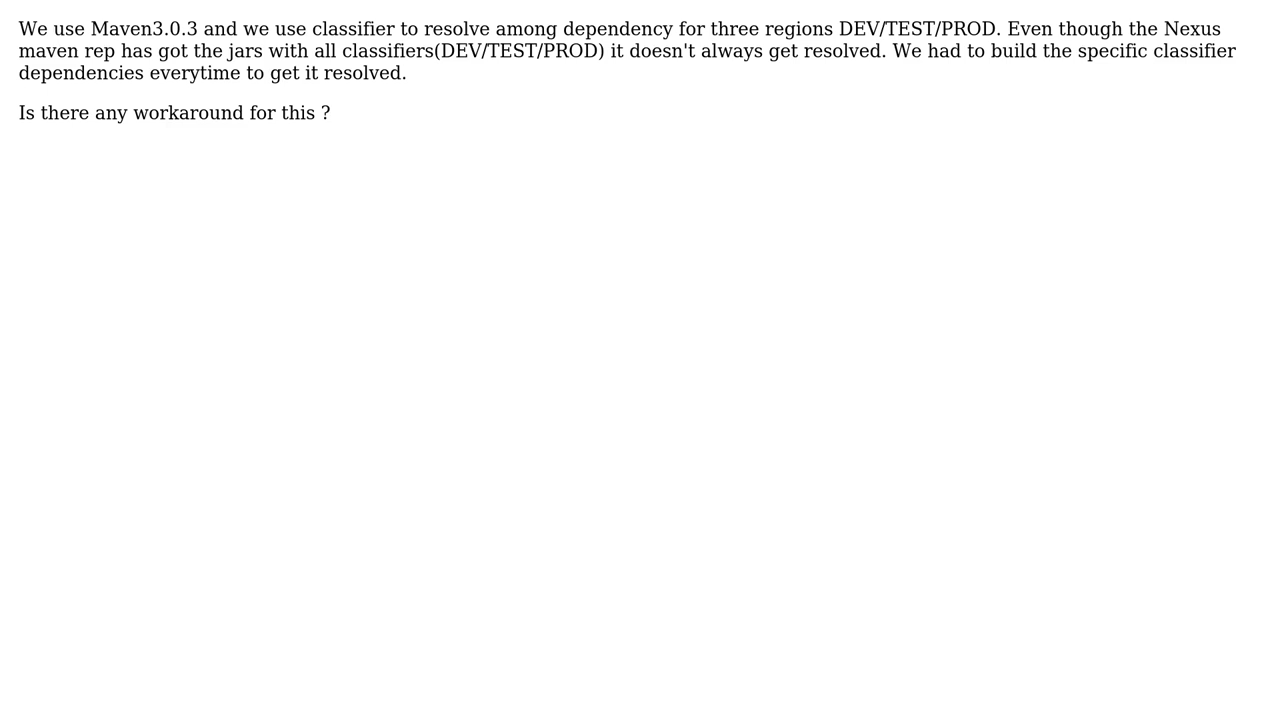 We use Maven3.0.3 and we use classifier to resolve among dependency for three regions DEV/TEST/PROD. Even though the Nexus
maven rep has got the jars with all classifiers(DEV/TEST/PROD) it doesn't always get resolved. We had to build the specific classifier
dependencies everytime to get it resolved.
Is there any workaround for this ?